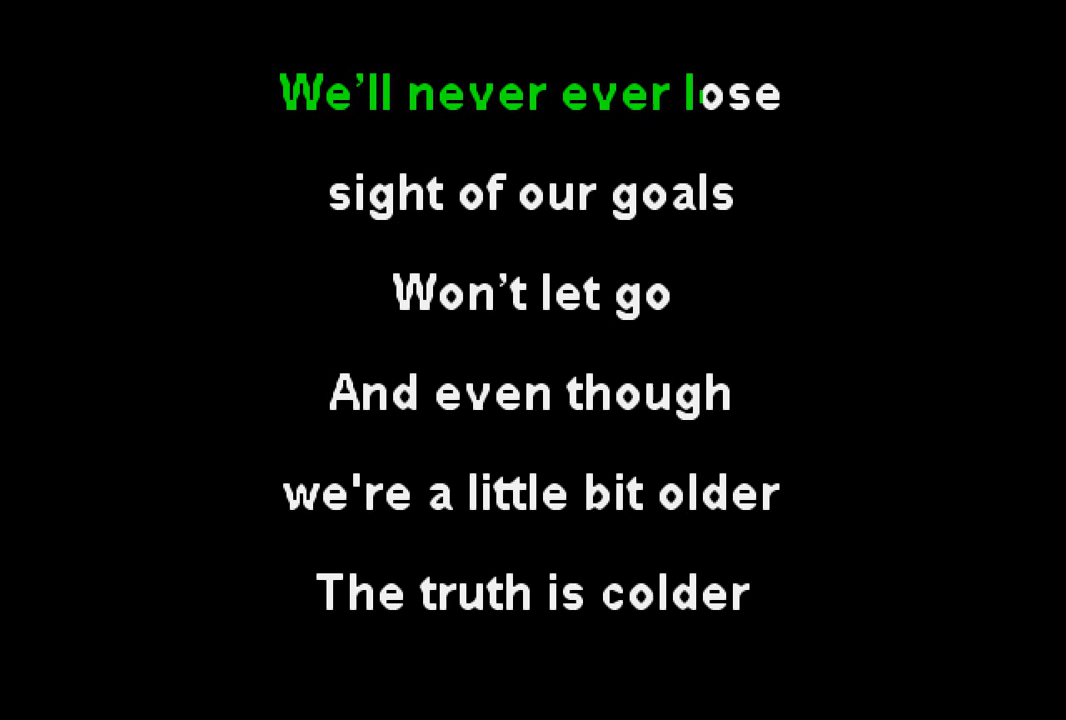 We’ll never ever lose
sight of our goals
Won’t let go
And even though
we're a little bit older
The truth is colder